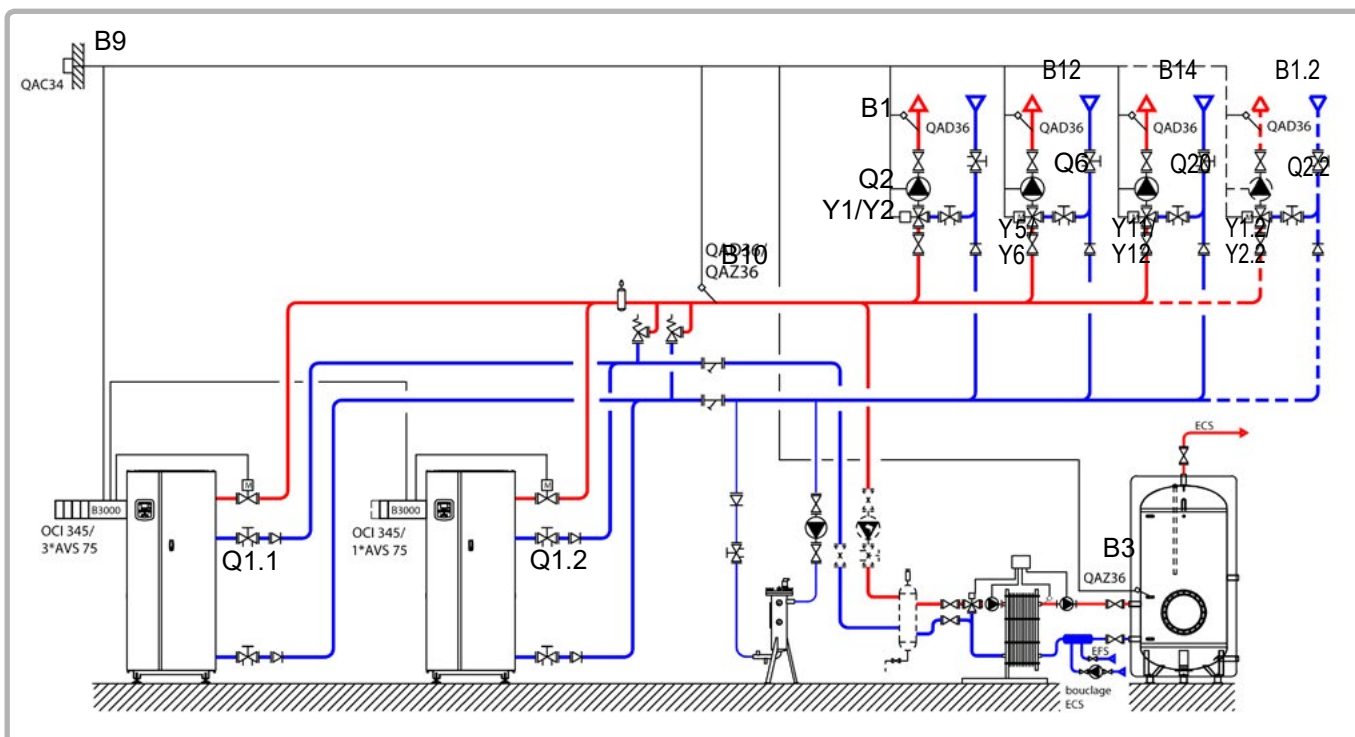 B9
QAC34
B12
B14
B1.2
B1
QAD36
QAD36
QAD36
QAD36
Q2
Q6
Q20
Q2.2
Y1/Y2
Y5/
Y6
Y11/
Y12
Y1.2/
Y2.2
M
M
M
QAD36/
QAZ36
B10
M
M
ECS
B3000
OCI 345/
3*AVS 75
B3000
OCI 345/
1*AVS 75
Q1.1
Q1.2
B3
QAZ36
EFS
bouclage
ECS